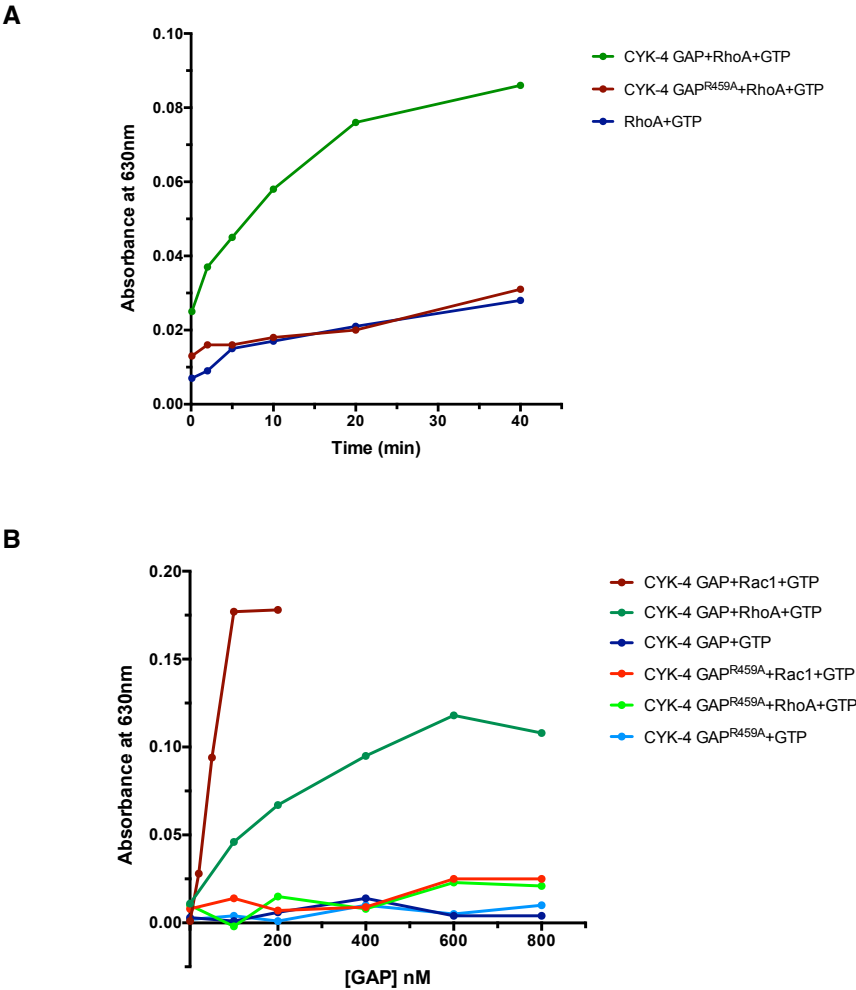 A
0.10
0.08
0.06
0.04
0.02
0.00
Absorbance at 630nm
0
10
20
30
40
Time (min)
CYK-4 GAP+RhoA+GTP
CYK-4 GAPR459A+RhoA+GTP
RhoA+GTP
B
0.20
0.15
0.10
0.05
0.00
Absorbance at 630nm
200
400
600
800
[GAP] nM
CYK-4 GAP+Rac1+GTP
CYK-4 GAP+RhoA+GTP
CYK-4 GAP+GTP
CYK-4 GAPR459A+Rac1+GTP
CYK-4 GAPR459A+RhoA+GTP
CYK-4 GAPR459A+GTP